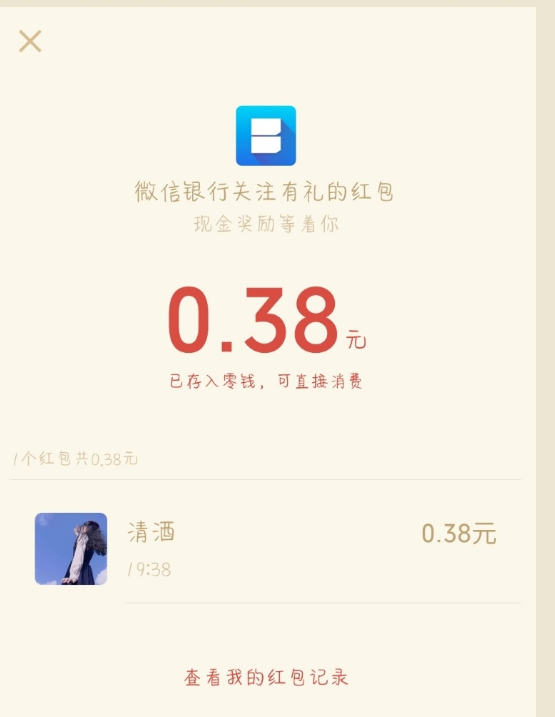 微信银行关注有礼的红包
现金奖励等着你
0.38元
已存入零钱，可直接消费
1个红包共0.38元
清酒
0.38元
19:38
查看我的红包记录